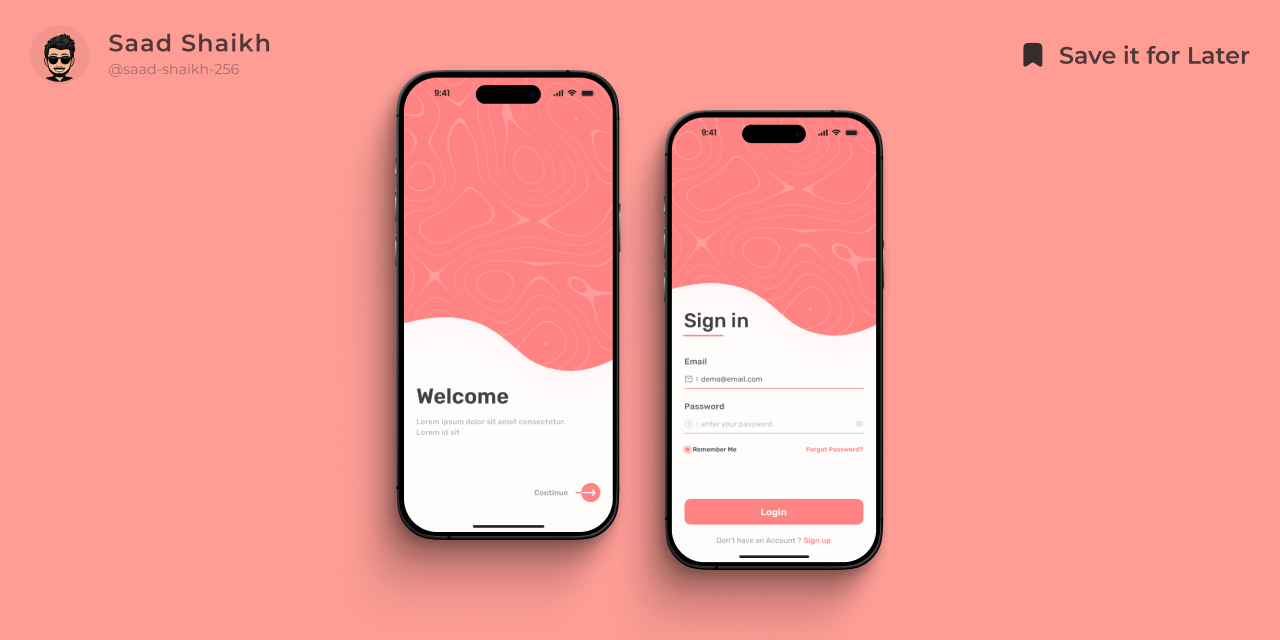 Saad Shaikh
@saad-shaikh-256
Save it for Later
9:41
Welcome
Lorem ipsum dolor sit amet consectetur.
Lorem id sit
Continue
9:41
Sign in
Email
demo@email.com
Password
enter your password
Remember Me
Forgot Password?
Login
Don't have an Account ? Sign up